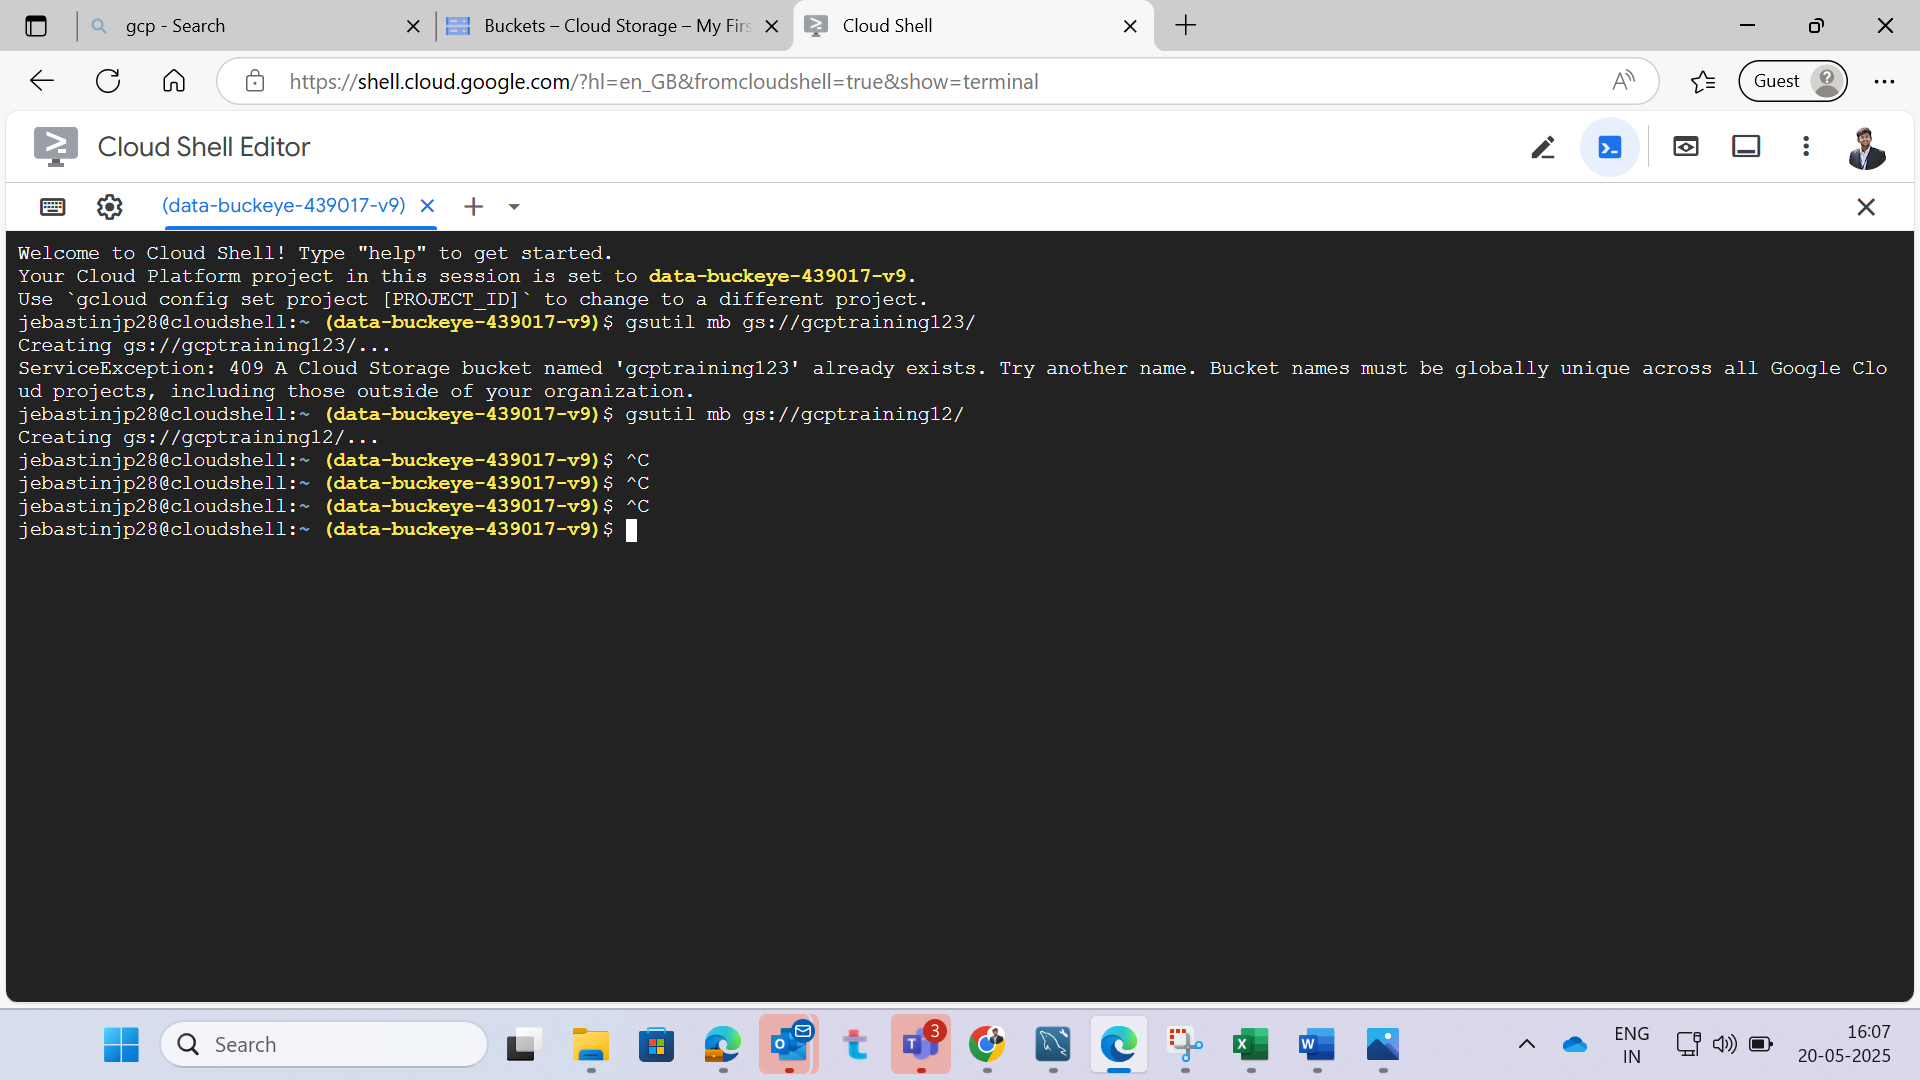 gcp - Search
Buckets – Cloud Storage – My Firs
Cloud Shell
https://shell.cloud.google.com/?hl=en_GB&fromcloudshell=true&show=terminal
Guest
Cloud Shell Editor
(data-buckeye-439017-v9)
Welcome to Cloud Shell! Type "help" to get started.
Your Cloud Platform project in this session is set to data-buckeye-439017-v9.
Use `gcloud config set project [PROJECT_ID]` to change to a different project.
jebastinjp28@cloudshell:~ (data-buckeye-439017-v9)$ gsutil mb gs://gcptraining123/
Creating gs://gcptraining123/...
ServiceException: 409 A Cloud Storage bucket named 'gcptraining123' already exists. Try another name. Bucket names must be globally unique across all Google Clo
ud projects, including those outside of your organization.
jebastinjp28@cloudshell:~ (data-buckeye-439017-v9)$ gsutil mb gs://gcptraining12/
Creating gs://gcptraining12/...
jebastinjp28@cloudshell:~ (data-buckeye-439017-v9)$ ^C
jebastinjp28@cloudshell:~ (data-buckeye-439017-v9)$ ^C
jebastinjp28@cloudshell:~ (data-buckeye-439017-v9)$ ^C
jebastinjp28@cloudshell:~ (data-buckeye-439017-v9)$
Search
3
ENG
IN
16:07
20-05-2025